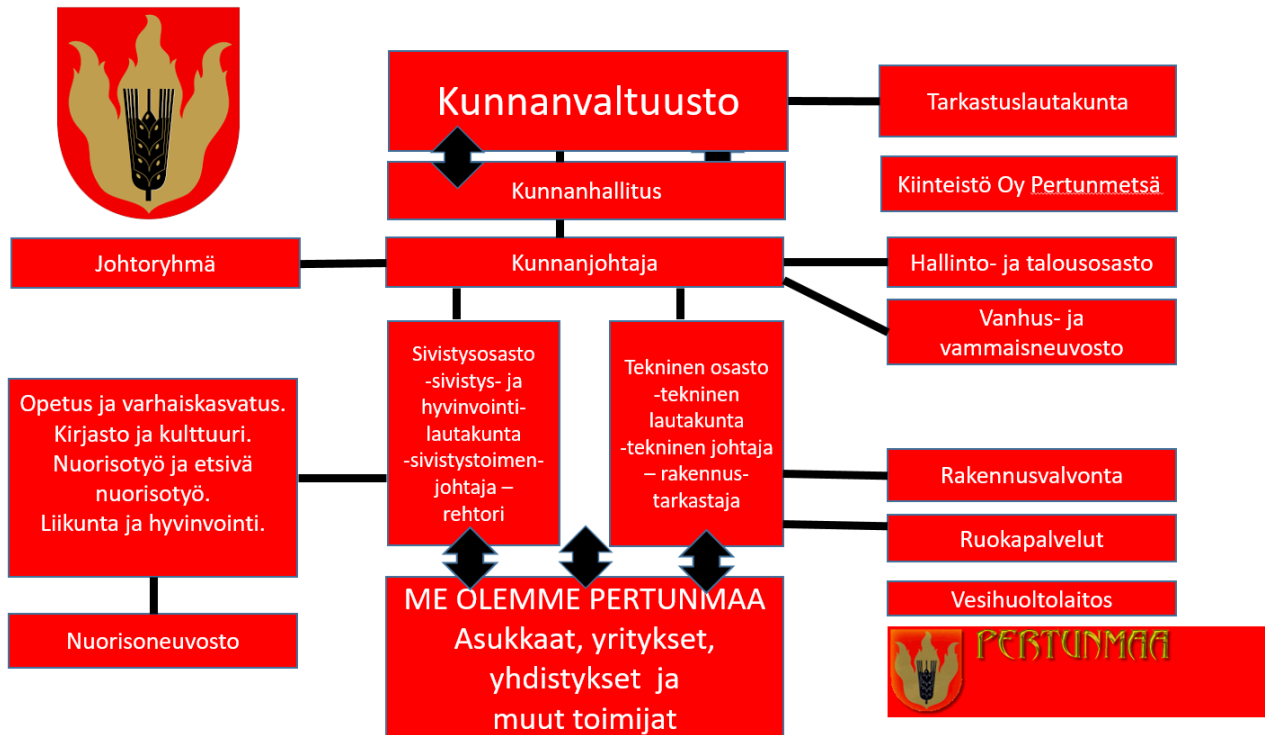 Kunnanvaltuusto
Tarkastuslautakunta
Kunnanhallitus
Kiinteistö Oy Pertunmetsä
Johtoryhmä
Kunnanjohtaja
Hallinto- ja talousosasto
Vanhus- ja
vammaisneuvosto
Opetus ja varhaiskasvatus.
Kirjasto ja kulttuuri.
Nuorisotyö ja etsivä
nuorisotyö.
Liikunta ja hyvinvointi.
Sivistysosasto
-sivistys- ja
hyvinvointi-
lautakunta
-sivistystoimen-
johtaja –
rehtori
Tekninen osasto
-tekninen
lautakunta
-tekninen johtaja
– rakennus-
tarkastaja
Rakennusvalvonta
Ruokapalvelut
Vesihuoltolaitos
Nuorisoneuvosto
ME OLEMME PERTUNMAA
Asukkaat, yritykset,
yhdistykset ja
muut toimijat
PERTUNMAA